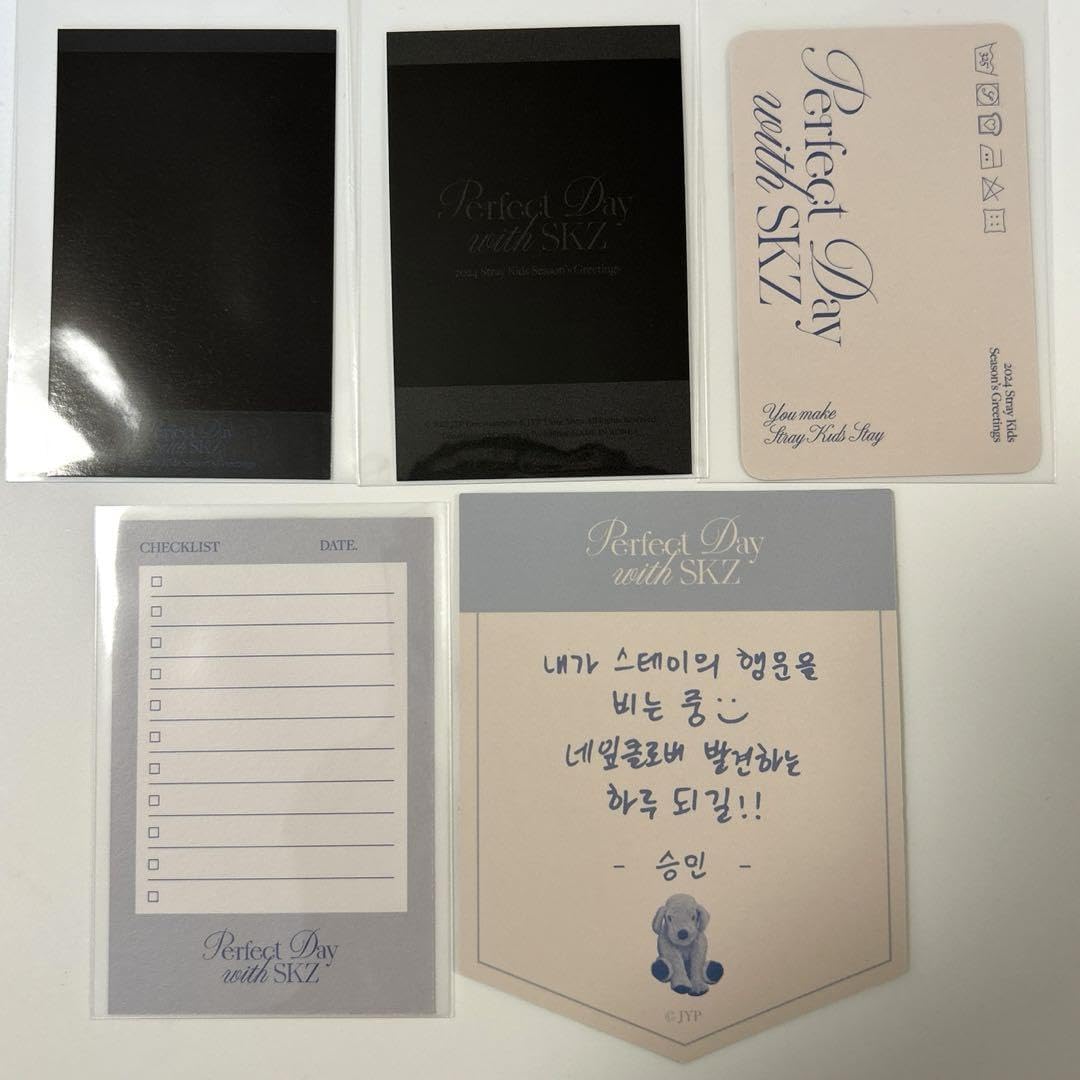 Perfect Day
with SKZ
2024 Stray Kids Season's Greetings
Perfect Day
with SKZ
2024 Stray Kids
Season's Greetings
You make
Stray Kids Stay
CHECKLIST DATE.
Perfect Day
with SKZ
Perfect Day
with SKZ
내가 스테이의 행운을
비는 중
네잎클로버 발견하는
하루 되길!!
- 승민 -
© JYP